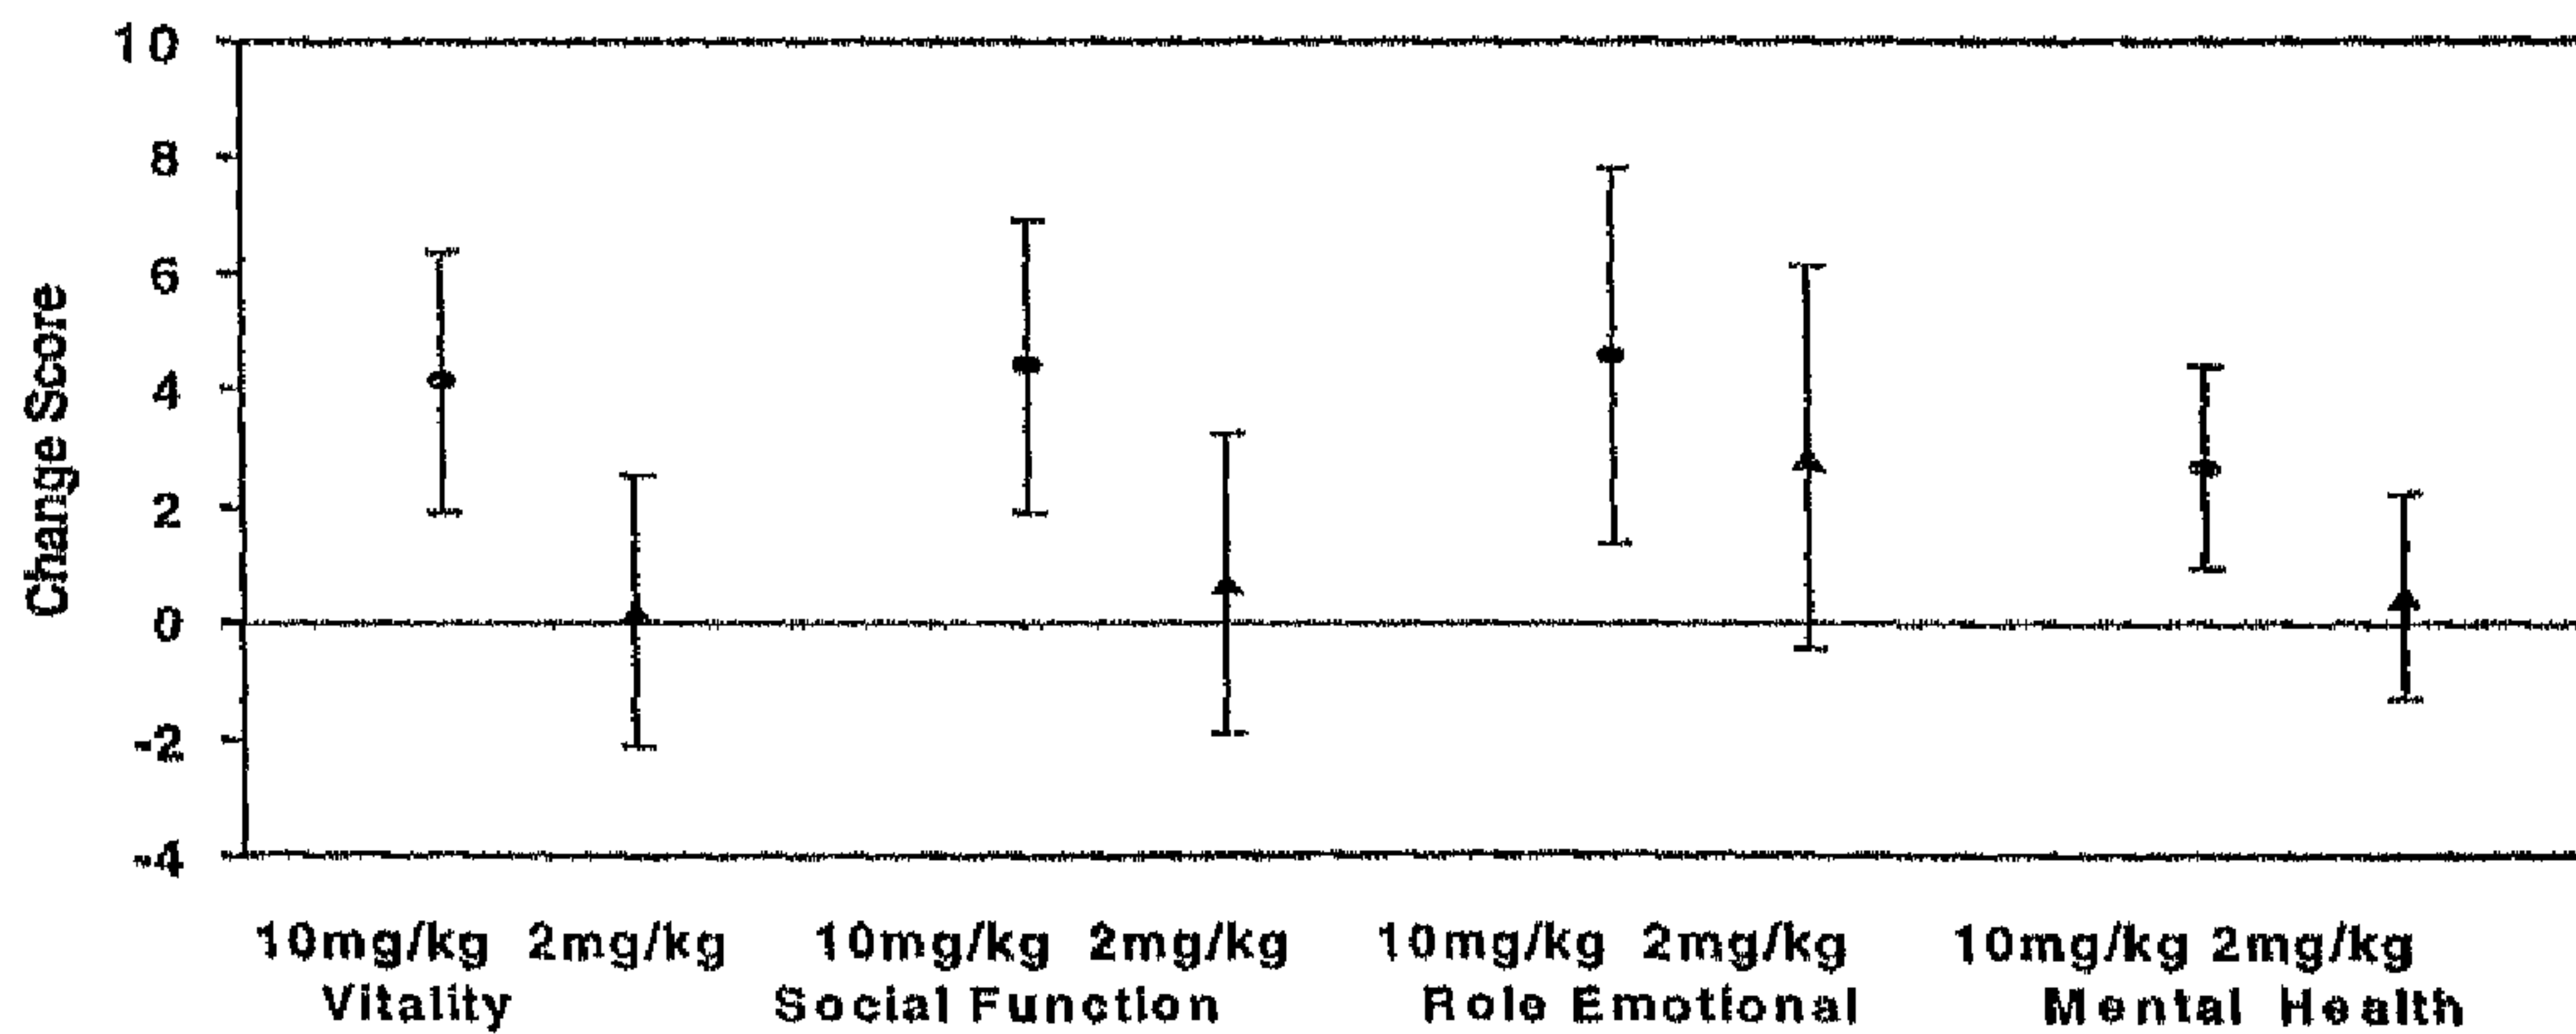 10
8
6
4
2
0
-2
-4
Change Score
10mg/kg 2mg/kg 10mg/kg 2mg/kg 10mg/kg 2mg/kg 10mg/kg 2mg/kg
Vitality Social Function Role Emotional Mental Health